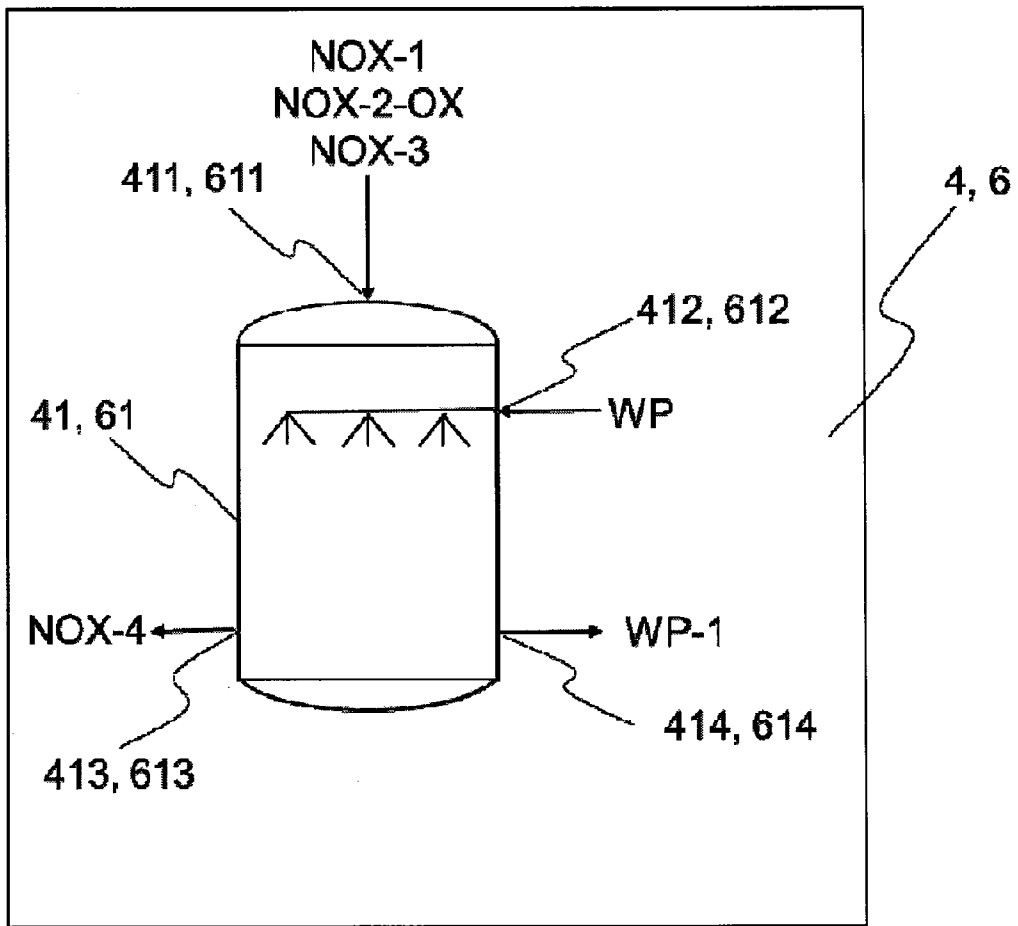 NOX-1
NOX-2-OX
NOX-3
411, 611
4, 6
412, 612
WP
41, 61
NOX-4
WP-1
414, 614
413, 613